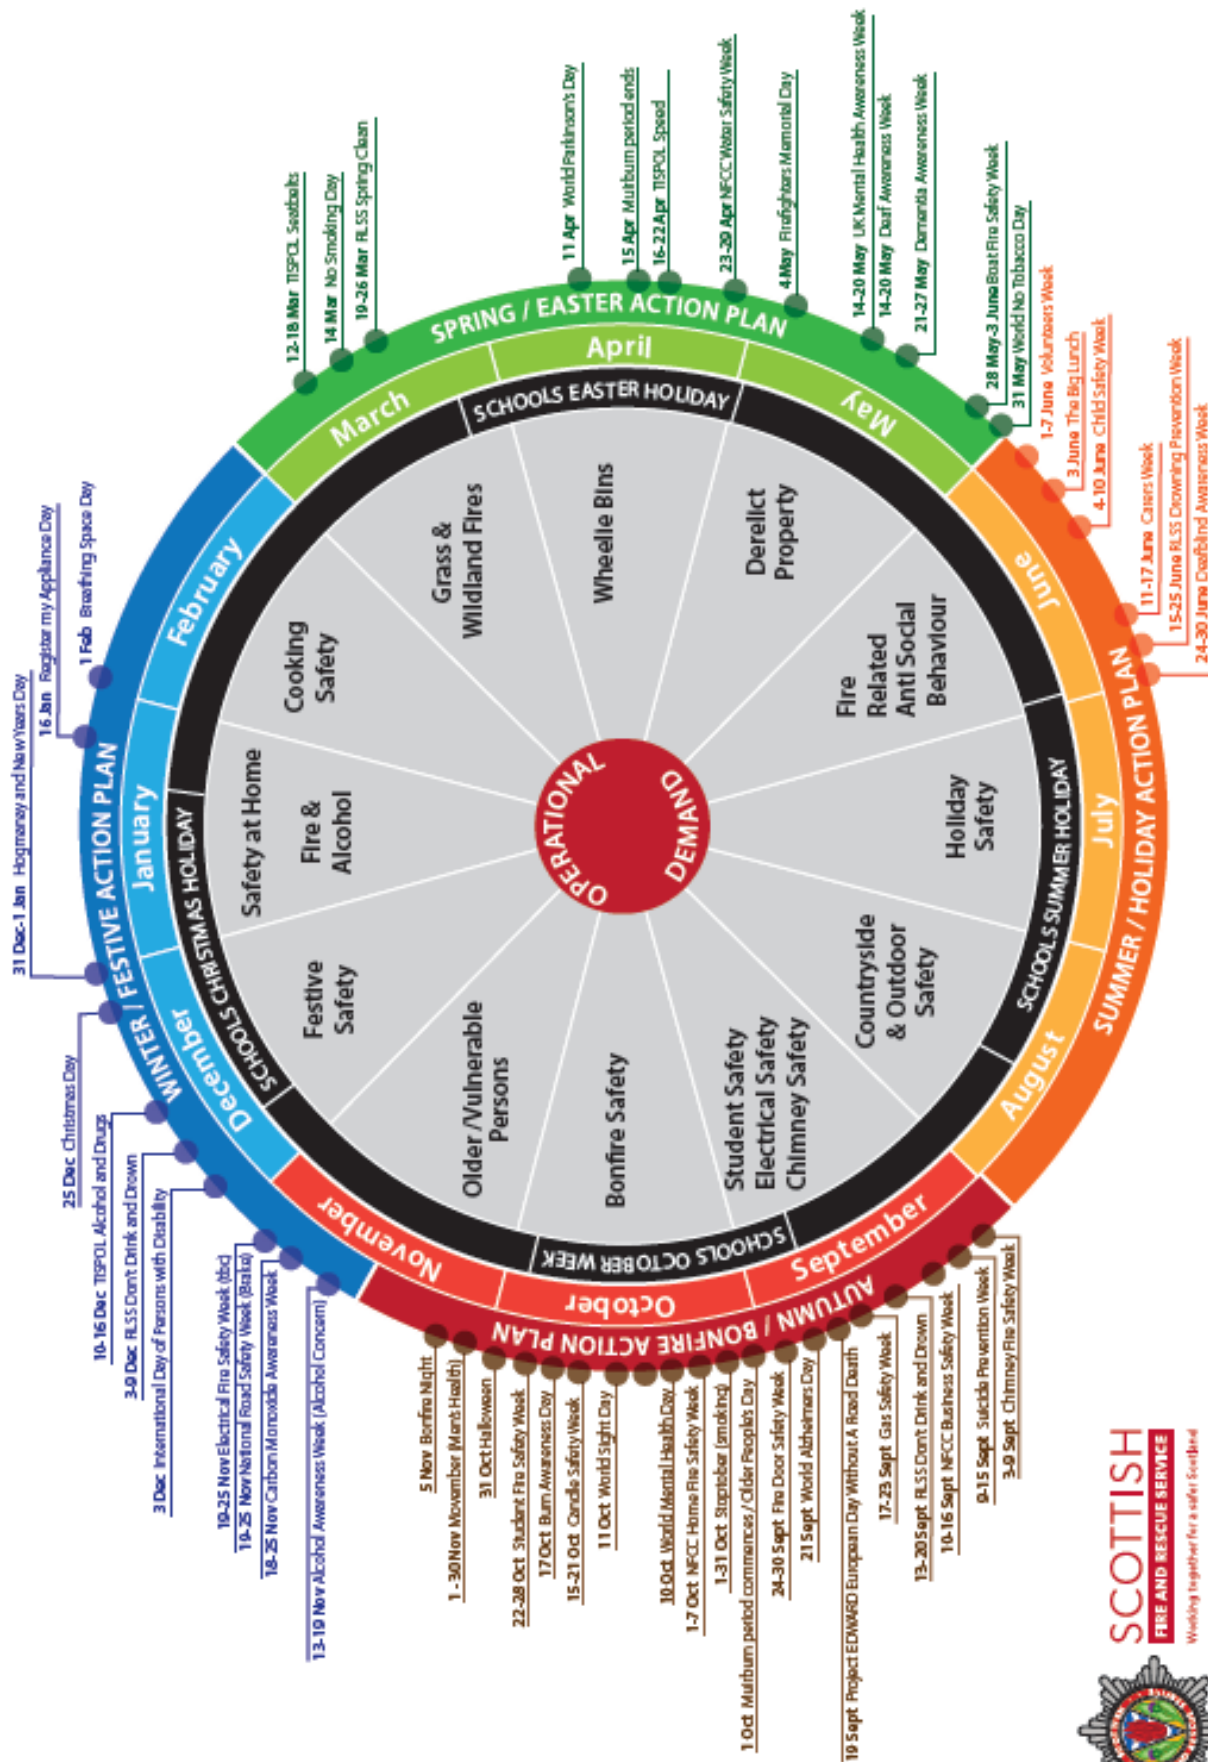 31 Dec-1 Jan Hogmanay and New Years Day
16 Jan Register my Appliance Day
1 Feb Breathing Space Day
25 Dec Christmas Day
10-16 Dec TISPOL Alcohol and Drugs
3-9 Dec RLSS Don't Drink and Drown
3 Dec International Day of Persons with Disability
19-25 Nov Electrical Fire Safety Week (tbc)
19-25 Nov National Road Safety Week (Brake)
18-25 Nov Carbon Monoxide Awareness Week
13-19 Nov Alcohol Awareness Week (Alcohol Concern)
12-18 Mar TISPOL Seatbelts
14 Mar No Smoking Day
19-26 Mar RLSS Spring Clean
11 Apr World Parkinson's Day
15 Apr Muirburn period ends
16-22 Apr TISPOL Speed
23-29 Apr NFCC Water Safety Week
4 May Firefighters Memorial Day
14-20 May UK Mental Health Awareness Week
14-20 May Deaf Awareness Week
21-27 May Dementia Awareness Week
28 May-3 June Boat Fire Safety Week
31 May World No Tobacco Day
1-7 June Volunteers Week
3 June The Big Lunch
4-10 June Child Safety Week
11-17 June Carers Week
15-25 June RLSS Drowning Prevention Week
24-30 June Deafblind Awareness Week
5 Nov Bonfire Night
1-30 Nov Movember (Men's Health)
31 Oct Halloween
22-28 Oct Student Fire Safety Week
17 Oct Burn Awareness Day
15-21 Oct Candle Safety Week
11 Oct World Sight Day
10 Oct World Mental Health Day
1-7 Oct NFCC Home Fire Safety Week
1-31 Oct Stoptober (smoking)
1 Oct Muirburn period commences / Older People's Day
24-30 Sept Fire Door Safety Week
21 Sept World Alzheimers Day
19 Sept Project EDWARD European Day Without A Road Death
17-23 Sept Gas Safety Week
13-20 Sept RLSS Don't Drink and Drown
10-16 Sept NFCC Business Safety Week
9-15 Sept Suicide Prevention Week
3-9 Sept Chimney Fire Safety Week
WINTER / FESTIVE ACTION PLAN
SPRING / EASTER ACTION PLAN
SUMMER / HOLIDAY ACTION PLAN
AUTUMN / BONFIRE ACTION PLAN
January
February
March
April
May
June
July
August
September
October
November
December
SCHOOLS CHRISTMAS HOLIDAY
SCHOOLS EASTER HOLIDAY
SCHOOLS SUMMER HOLIDAY
SCHOOLS OCTOBER WEEK
Safety at Home
Fire &
Alcohol
Cooking
Safety
Grass &
Wildland Fires
Wheelie Bins
Derelict
Property
Fire
Related
Anti Social
Behaviour
Holiday
Safety
Countryside
& Outdoor
Safety
Student Safety
Electrical Safety
Chimney Safety
Bonfire Safety
Older / Vulnerable
Persons
Festive
Safety
OPERATIONAL
DEMAND
SCOTTISH
FIRE AND RESCUE SERVICE
Working together for a safer Scotland